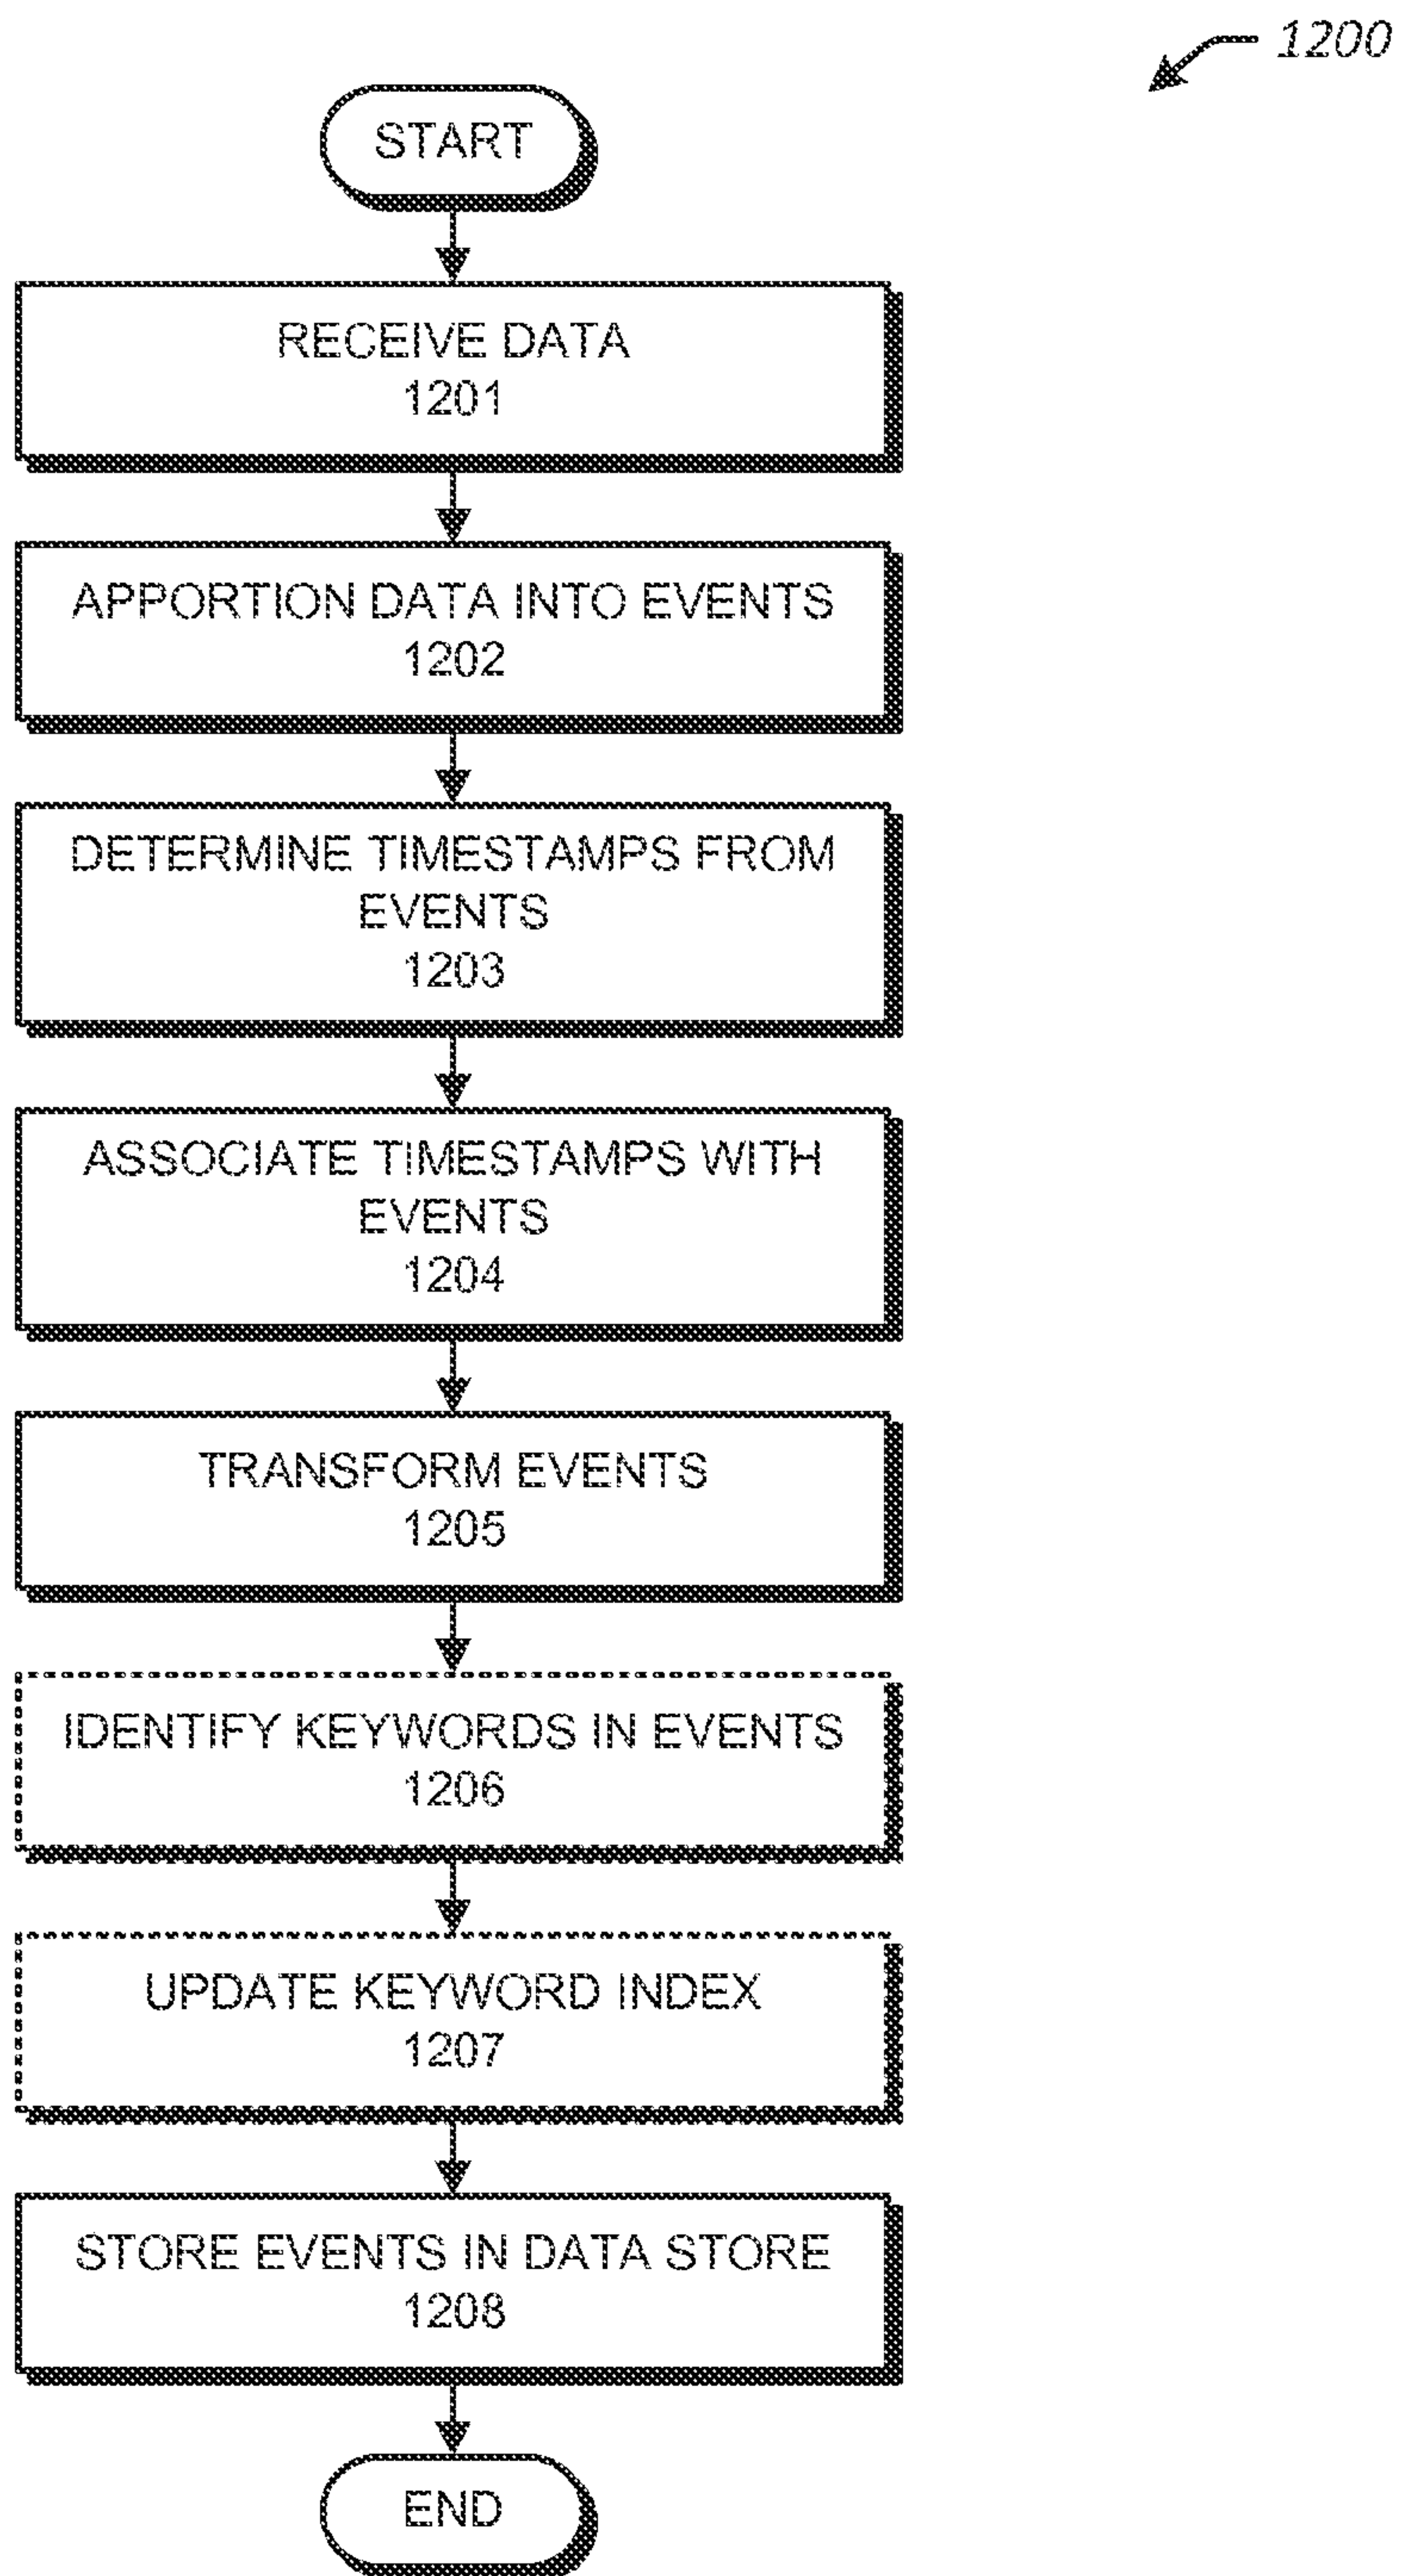 1200
START
RECEIVE DATA
1201
APPORTION DATA INTO EVENTS
1202
DETERMINE TIMESTAMPS FROM
EVENTS
1203
ASSOCIATE TIMESTAMPS WITH
EVENTS
1204
TRANSFORM EVENTS
1205
IDENTIFY KEYWORDS IN EVENTS
1206
UPDATE KEYWORD INDEX
1207
STORE EVENTS IN DATA STORE
1208
END